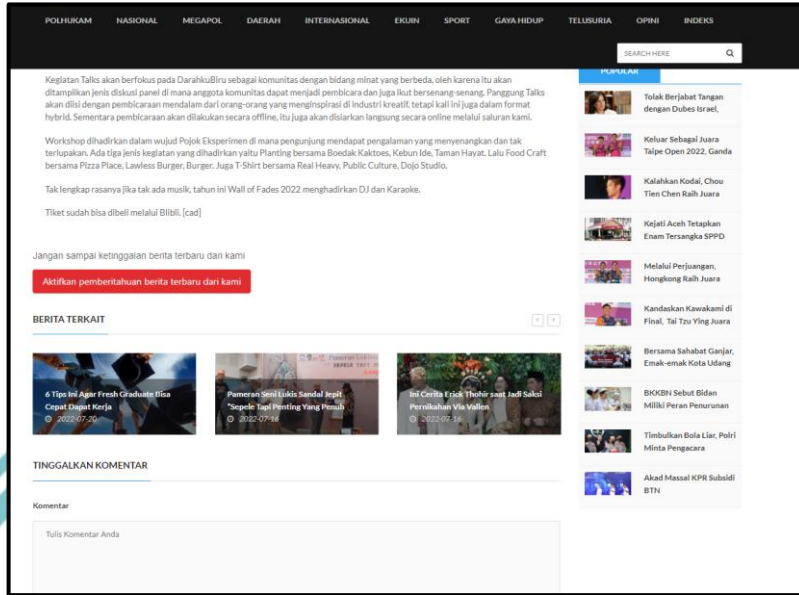 POLHUKAM NASIONAL MEGAPOL DAERAH INTERNASIONAL EKUIN SPORT GAYA HIDUP TELUSURIA OPINI INDEKS
SEARCH HERE
Kegiatan Talks akan berfokus pada DarahkuBiru sebagai komunitas dengan bidang minat yang berbeda, oleh karena itu akan
ditampilkan jenis diskusi panel di mana anggota komunitas dapat menjadi pembicara dan juga ikut bersenang-senang. Panggung Talks
akan diisi dengan pembicaraan mendalam dari orang-orang yang menginspirasi di industri kreatif, tetapi kali ini juga dalam format
hybrid. Sementara pembicaraan akan dilakukan secara offline, itu juga akan disiarkan langsung secara online melalui saluran kami.
Workshop dihadirkan dalam wujud Pojok Eksperimen di mana pengunjung mendapat pengalaman yang menyenangkan dan tak
terlupakan. Ada tiga jenis kegiatan yang dihadirkan yaitu Planting bersama Boedak Kaktoes, Kebun Ide, Taman Hayat. Lalu Food Craft
bersama Pizza Place, Lawless Burger, Burger. Juga T-Shirt bersama Real Heavy, Public Culture, Dojo Studio.
Tak lengkap rasanya jika tak ada musik, tahun ini Wall of Fades 2022 menghadirkan DJ dan Karaoke.
Tiket sudah bisa dibeli melalui Blibli. [cad]
Jangan sampai ketinggalan berita terbaru dari kami
Aktifkan pemberitahuan berita terbaru dari kami
BERITA TERKAIT
6 Tips Ini Agar Fresh Graduate Bisa
Cepat Dapat Kerja
2022-07-20
Pameran Seni Lukis Sandal Jepit
"Sepele Tapi Penting Yang Penuh
2022-07-16
Ini Cerita Erick Thohir saat Jadi Saksi
Pernikahan Via Vallen
2022-07-16
TINGGALKAN KOMENTAR
Komentar
Tulis Komentar Anda
POPULAR
Tolak Berjabat Tangan
dengan Dubes Israel,
Keluar Sebagai Juara
Taipe Open 2022, Ganda
Kalahkan Kodai, Chou
Tien Chen Raih Juara
Kejati Aceh Tetapkan
Enam Tersangka SPPD
Melalui Perjuangan,
Hongkong Raih Juara
Kandaskan Kawakami di
Final, Tai Tzu Ying Juara
Bersama Sahabat Ganjar,
Emak-emak Kota Udang
BKKBN Sebut Bidan
Miliki Peran Penurunan
Timbulkan Bola Liar, Polri
Minta Pengacara
Akad Massal KPR Subsidi
BTN